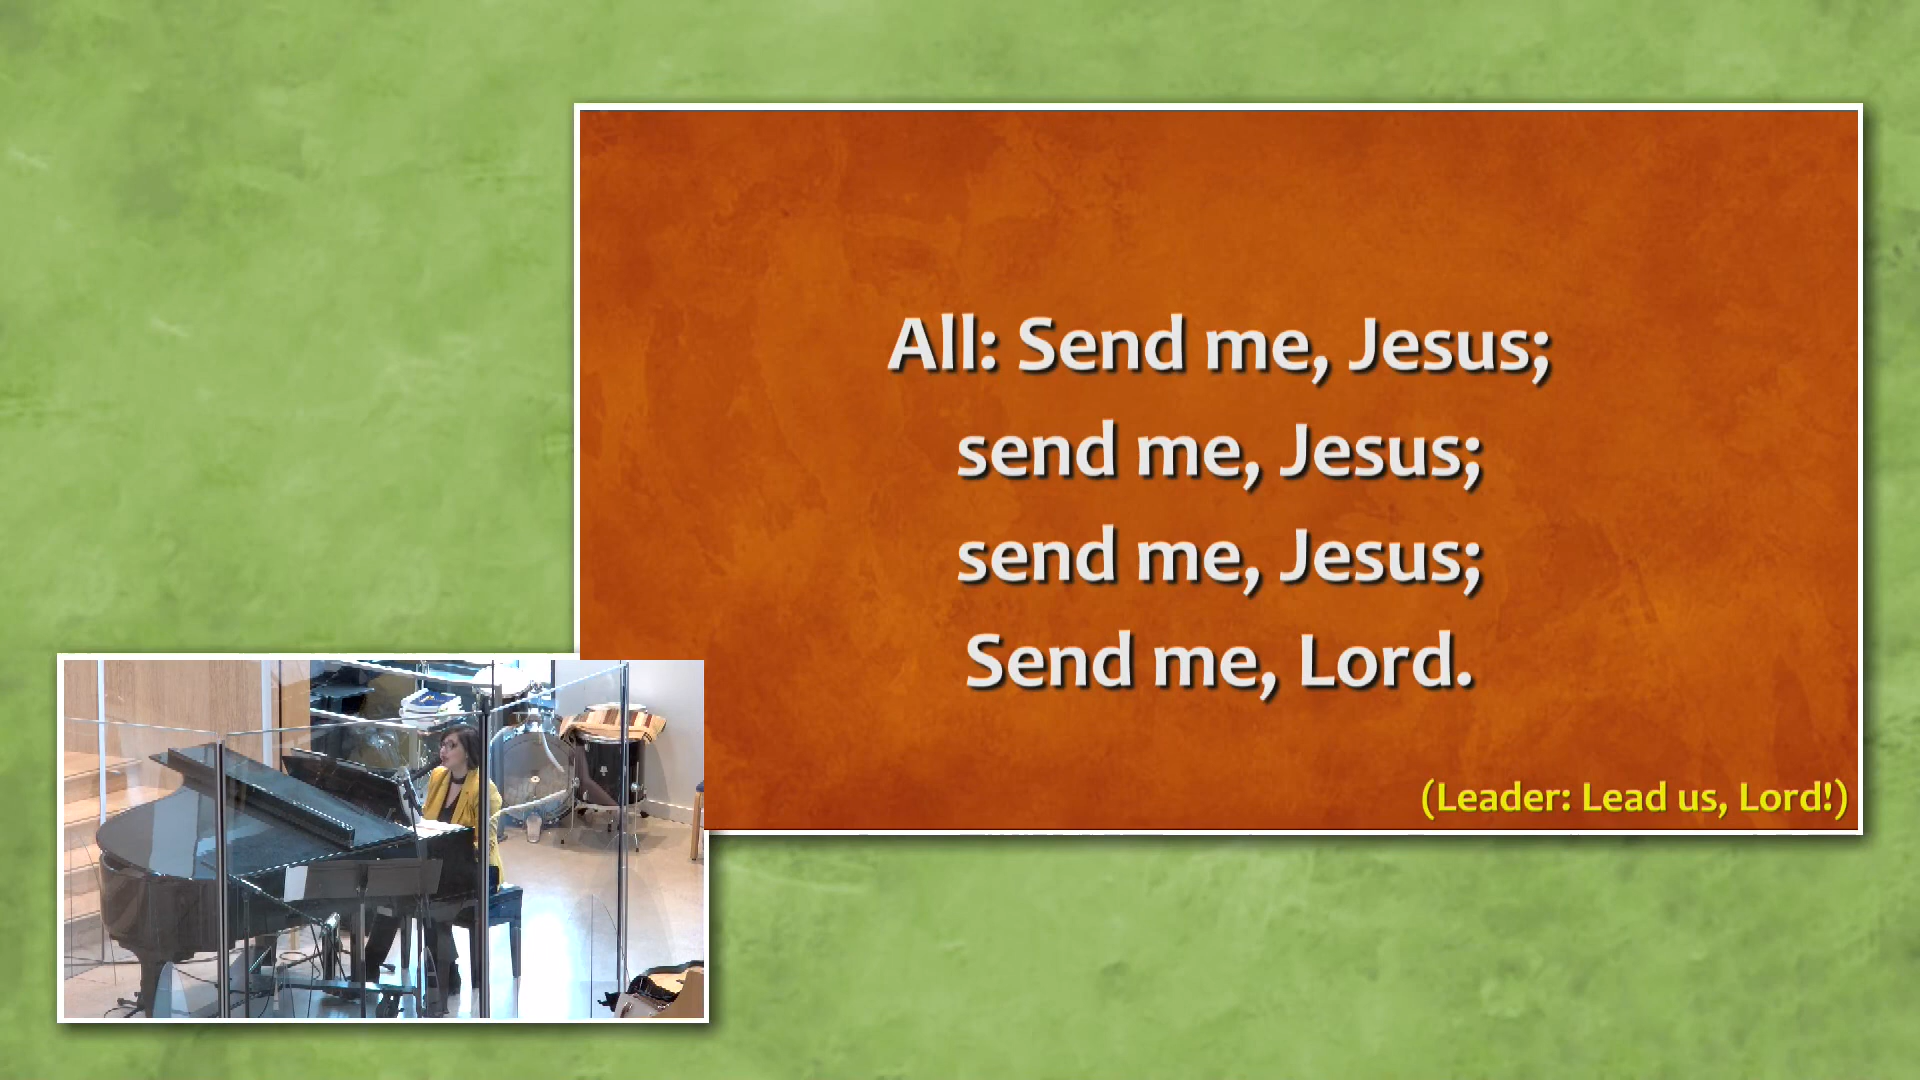 All: Send me, Jesus;
send me, Jesus;
send me, Jesus;
Send me, Lord.
(Leader: Lead us, Lord!)